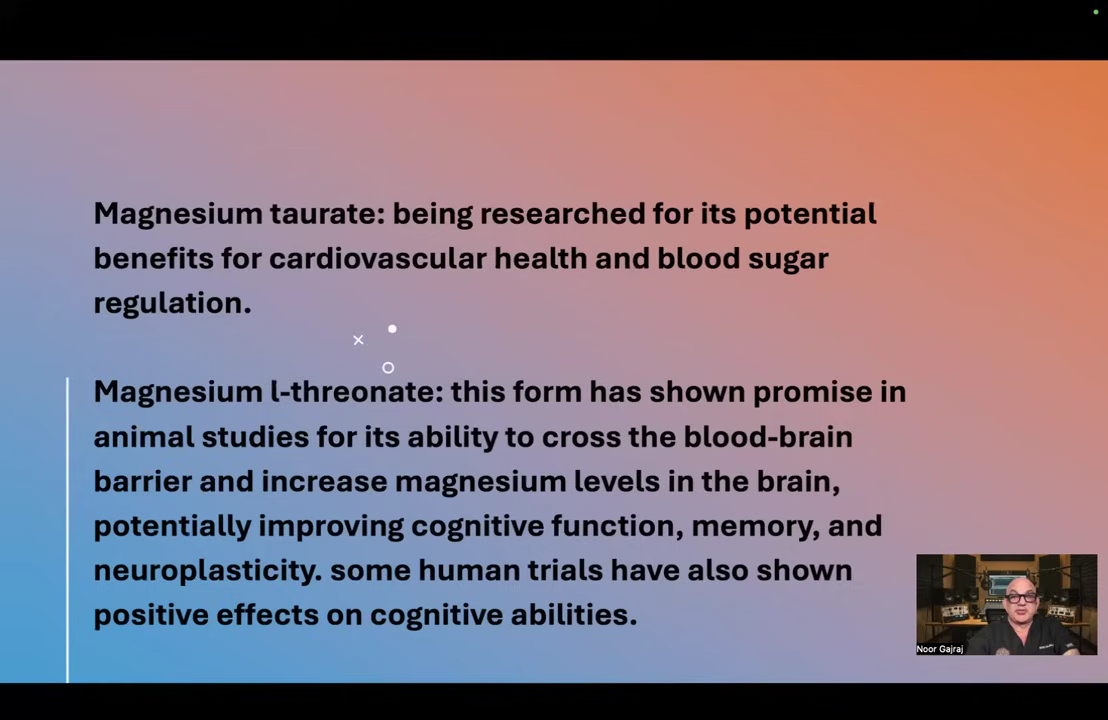 Magnesium taurate: being researched for its potential
benefits for cardiovascular health and blood sugar
regulation.
Magnesium l-threonate: this form has shown promise in
animal studies for its ability to cross the blood-brain
barrier and increase magnesium levels in the brain,
potentially improving cognitive function, memory, and
neuroplasticity. some human trials have also shown
positive effects on cognitive abilities.
Noor Gajraj